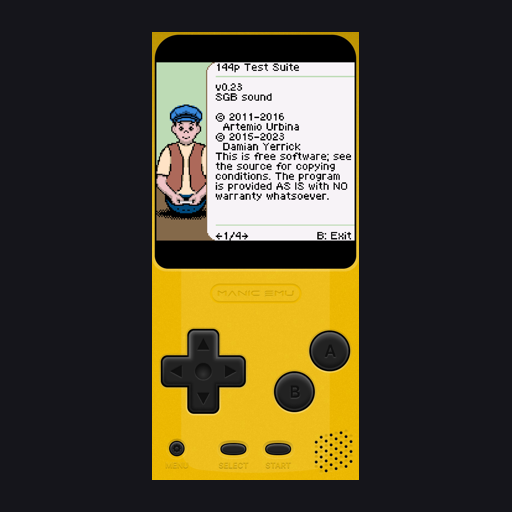 144p Test Suite
v0.23
SGB sound
© 2011-2016
Artemio Urbina
© 2015-2023
Damian Yerrick
This is free software; see
the source for copying
conditions. The program
is provided AS IS with NO
warranty whatsoever.
←1/4→
B: Exit
MANIC EMU
A
B
MENU
SELECT
START